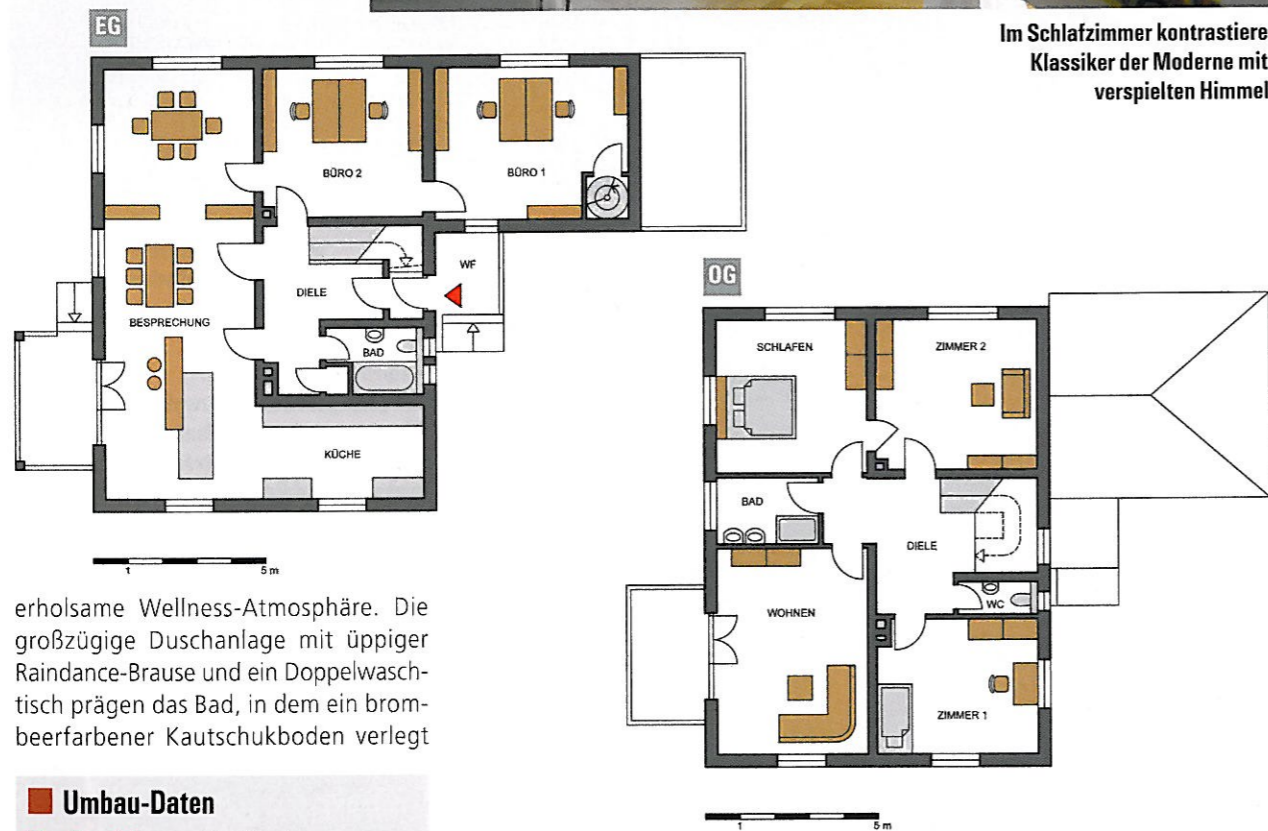 Im Schlafzimmer kontrastiere
Klassiker der Moderne mit
verspielten Himmel
EG
BÜRO 2
BÜRO 1
WF
DIELE
BESPRECHUNG
BAD
KÜCHE
1 5 m
OG
SCHLAFEN
ZIMMER 2
BAD
DIELE
WC
WOHNEN
ZIMMER 1
1 5 m
erholsame Wellness-Atmosphäre. Die
großzügige Duschanlage mit üppiger
Raindance-Brause und ein Doppelwasch-
tisch prägen das Bad, in dem ein brom-
beerfarbener Kautschukboden verlegt
Umbau-Daten